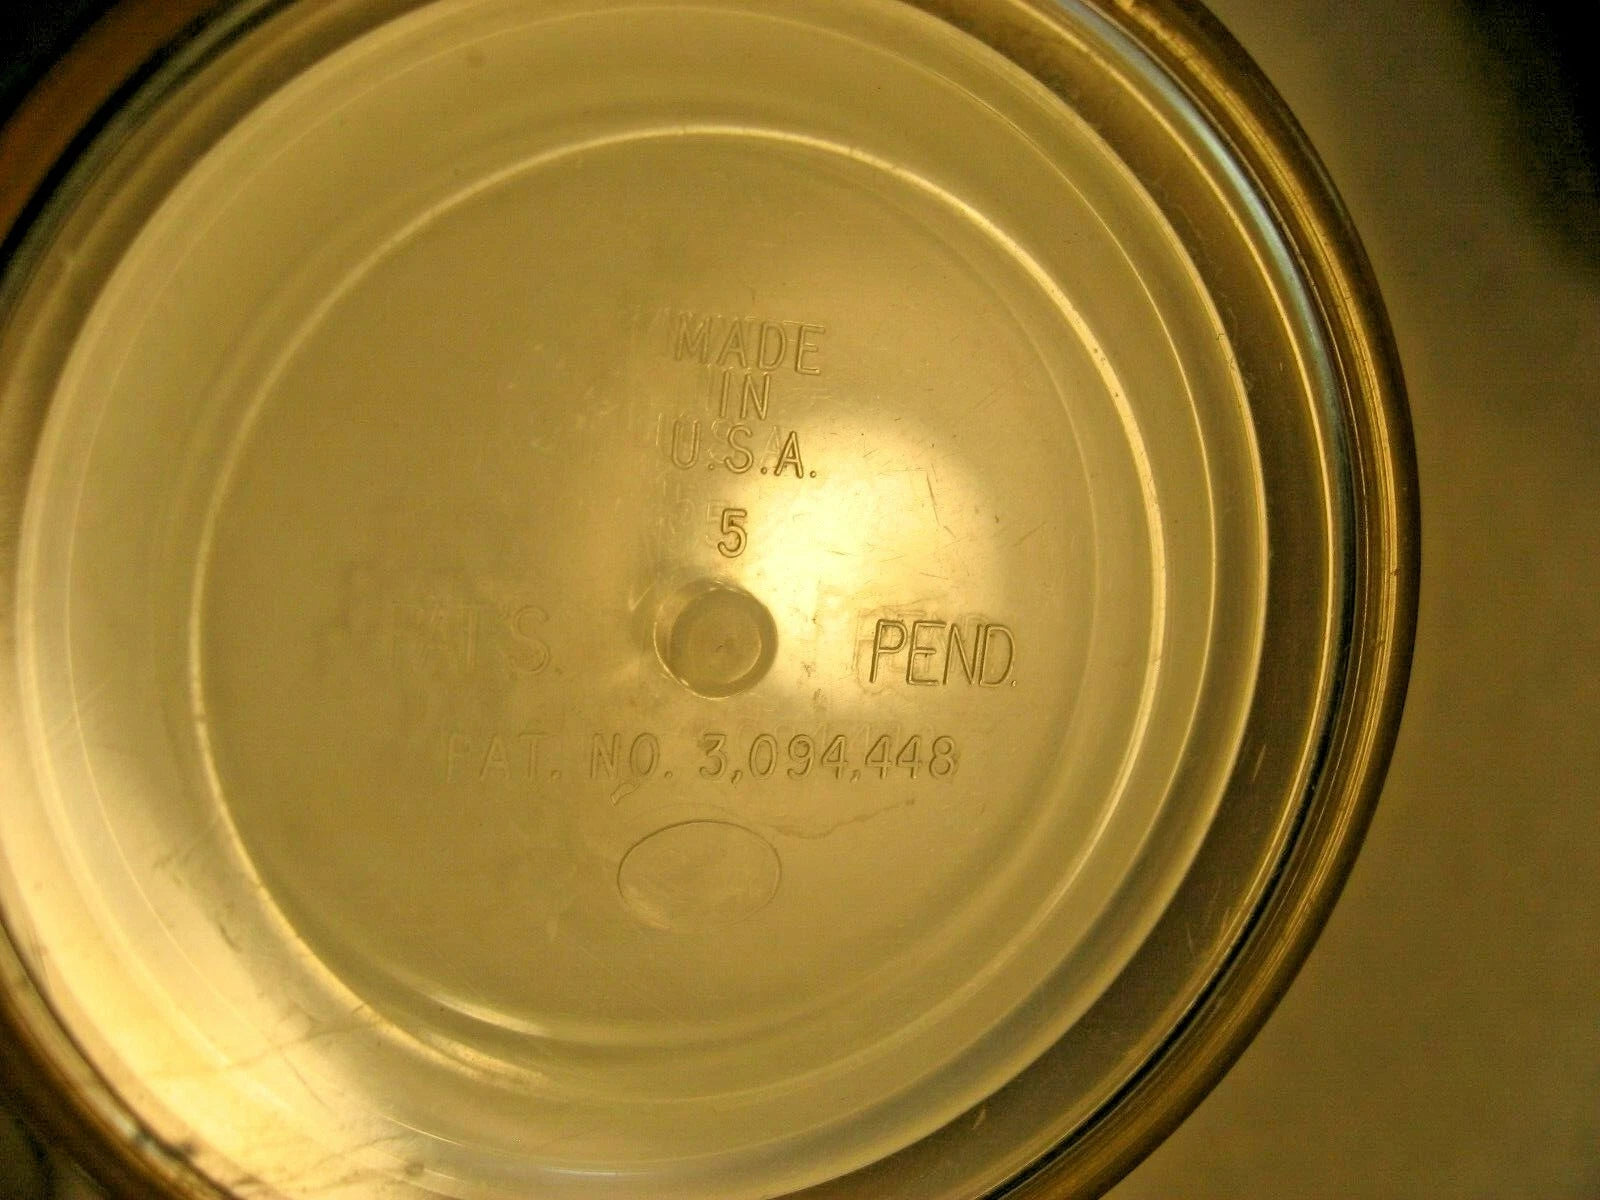 MADE
IN
U.S.A.
5
PAT'S. PEND.
PAT. NO. 3,094,448